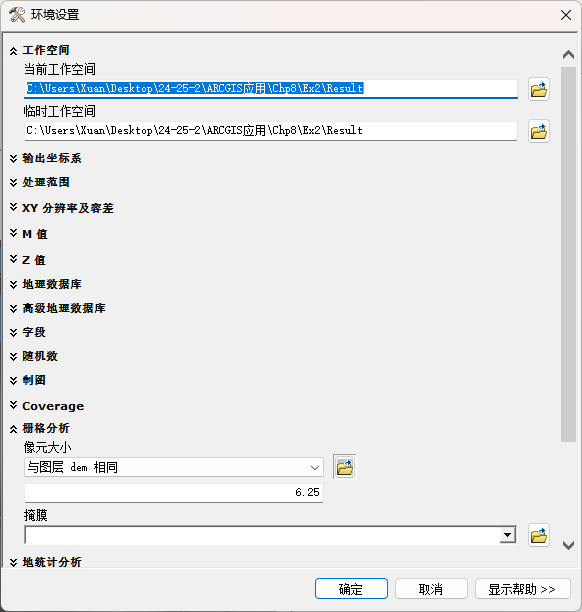 环境设置
工作空间
当前工作空间
C:\Users\Xuan\Desktop\24-25-2\ARCGIS应用\Chp8\Ex2\Result
临时工作空间
C:\Users\Xuan\Desktop\24-25-2\ARCGIS应用\Chp8\Ex2\Result
输出坐标系
处理范围
XY 分辨率及容差
M 值
Z 值
地理数据库
高级地理数据库
字段
随机数
制图
Coverage
栅格分析
像元大小
与图层 dem 相同
6.25
掩膜
地统计分析
确定 取消 显示帮助 >>